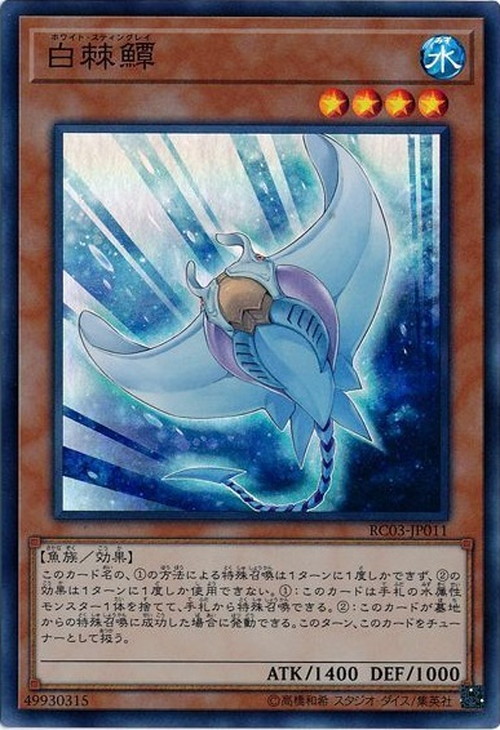 ホワイト・スティングレイ
白棘鱏
水
RC03-JP011
【魚族／効果】
このカード名の、①の方法による特殊召喚は１ターンに１度しかできず、②の
効果は１ターンに１度しか使用できない。①：このカードは手札の水属性
モンスター１体を捨てて、手札から特殊召喚できる。②：このカードが墓地
からの特殊召喚に成功した場合に発動できる。このターン、このカードをチュ
ーナーとして扱う。
ATK/1400 DEF/1000
49930315
©高橋和希 スタジオ・ダイス/集英社